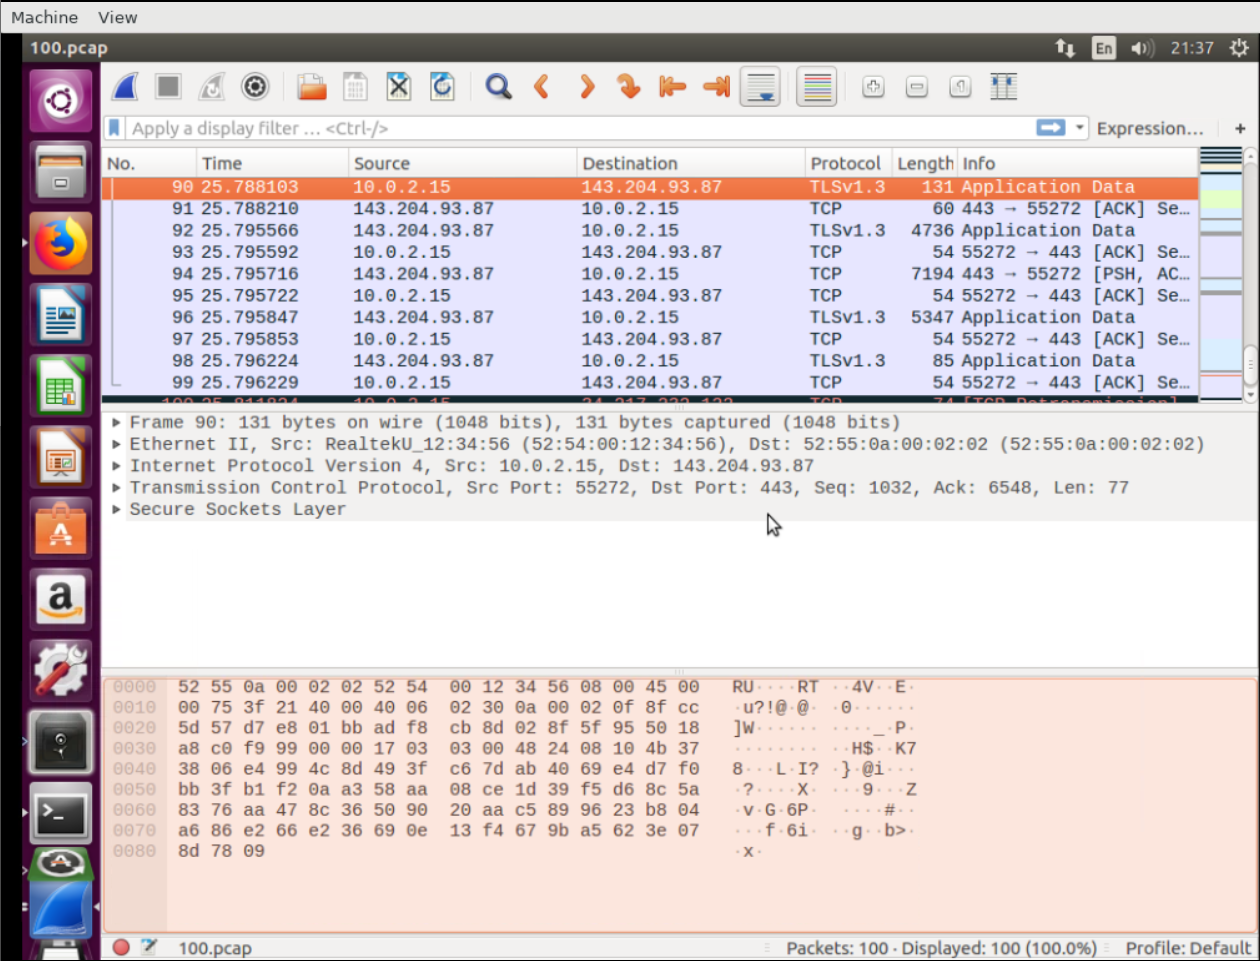 Machine View
100.pcap En 21:37
Apply a display filter … <Ctrl-/> Expression… +
No. Time Source Destination Protocol Length Info
90 25.788103 10.0.2.15 143.204.93.87 TLSv1.3 131 Application Data
91 25.788210 143.204.93.87 10.0.2.15 TCP 60 443 → 55272 [ACK] Se…
92 25.795566 143.204.93.87 10.0.2.15 TLSv1.3 4736 Application Data
93 25.795592 10.0.2.15 143.204.93.87 TCP 54 55272 → 443 [ACK] Se…
94 25.795716 143.204.93.87 10.0.2.15 TCP 7194 443 → 55272 [PSH, AC…
95 25.795722 10.0.2.15 143.204.93.87 TCP 54 55272 → 443 [ACK] Se…
96 25.795847 143.204.93.87 10.0.2.15 TLSv1.3 5347 Application Data
97 25.795853 10.0.2.15 143.204.93.87 TCP 54 55272 → 443 [ACK] Se…
98 25.796224 143.204.93.87 10.0.2.15 TLSv1.3 85 Application Data
99 25.796229 10.0.2.15 143.204.93.87 TCP 54 55272 → 443 [ACK] Se…
Frame 90: 131 bytes on wire (1048 bits), 131 bytes captured (1048 bits)
Ethernet II, Src: RealtekU_12:34:56 (52:54:00:12:34:56), Dst: 52:55:0a:00:02:02 (52:55:0a:00:02:02)
Internet Protocol Version 4, Src: 10.0.2.15, Dst: 143.204.93.87
Transmission Control Protocol, Src Port: 55272, Dst Port: 443, Seq: 1032, Ack: 6548, Len: 77
Secure Sockets Layer
0000 52 55 0a 00 02 02 52 54 00 12 34 56 08 00 45 00 RU····RT ··4V··E·
0010 00 75 3f 21 40 00 40 06 02 30 0a 00 02 0f 8f cc ·u?!@·@· ·0······
0020 5d 57 d7 e8 01 bb ad f8 cb 8d 02 8f 5f 95 50 18 ]W······ ····_·P·
0030 a8 c0 f9 99 00 00 17 03 03 00 48 24 08 10 4b 37 ········ ··H$··K7
0040 38 06 e4 99 4c 8d 49 3f c6 7d ab 40 69 e4 d7 f0 8···L·I? ·}·@i···
0050 bb 3f b1 f2 0a a3 58 aa 08 ce 1d 39 f5 d6 8c 5a ·?····X· ···9···Z
0060 83 76 aa 47 8c 36 50 90 20 aa c5 89 96 23 b8 04 ·v·G·6P· ·····#··
0070 a6 86 e2 66 e2 36 69 0e 13 f4 67 9b a5 62 3e 07 ···f·6i· ··g··b>·
0080 8d 78 09 ·x·
100.pcap Packets: 100 · Displayed: 100 (100.0%) Profile: Default